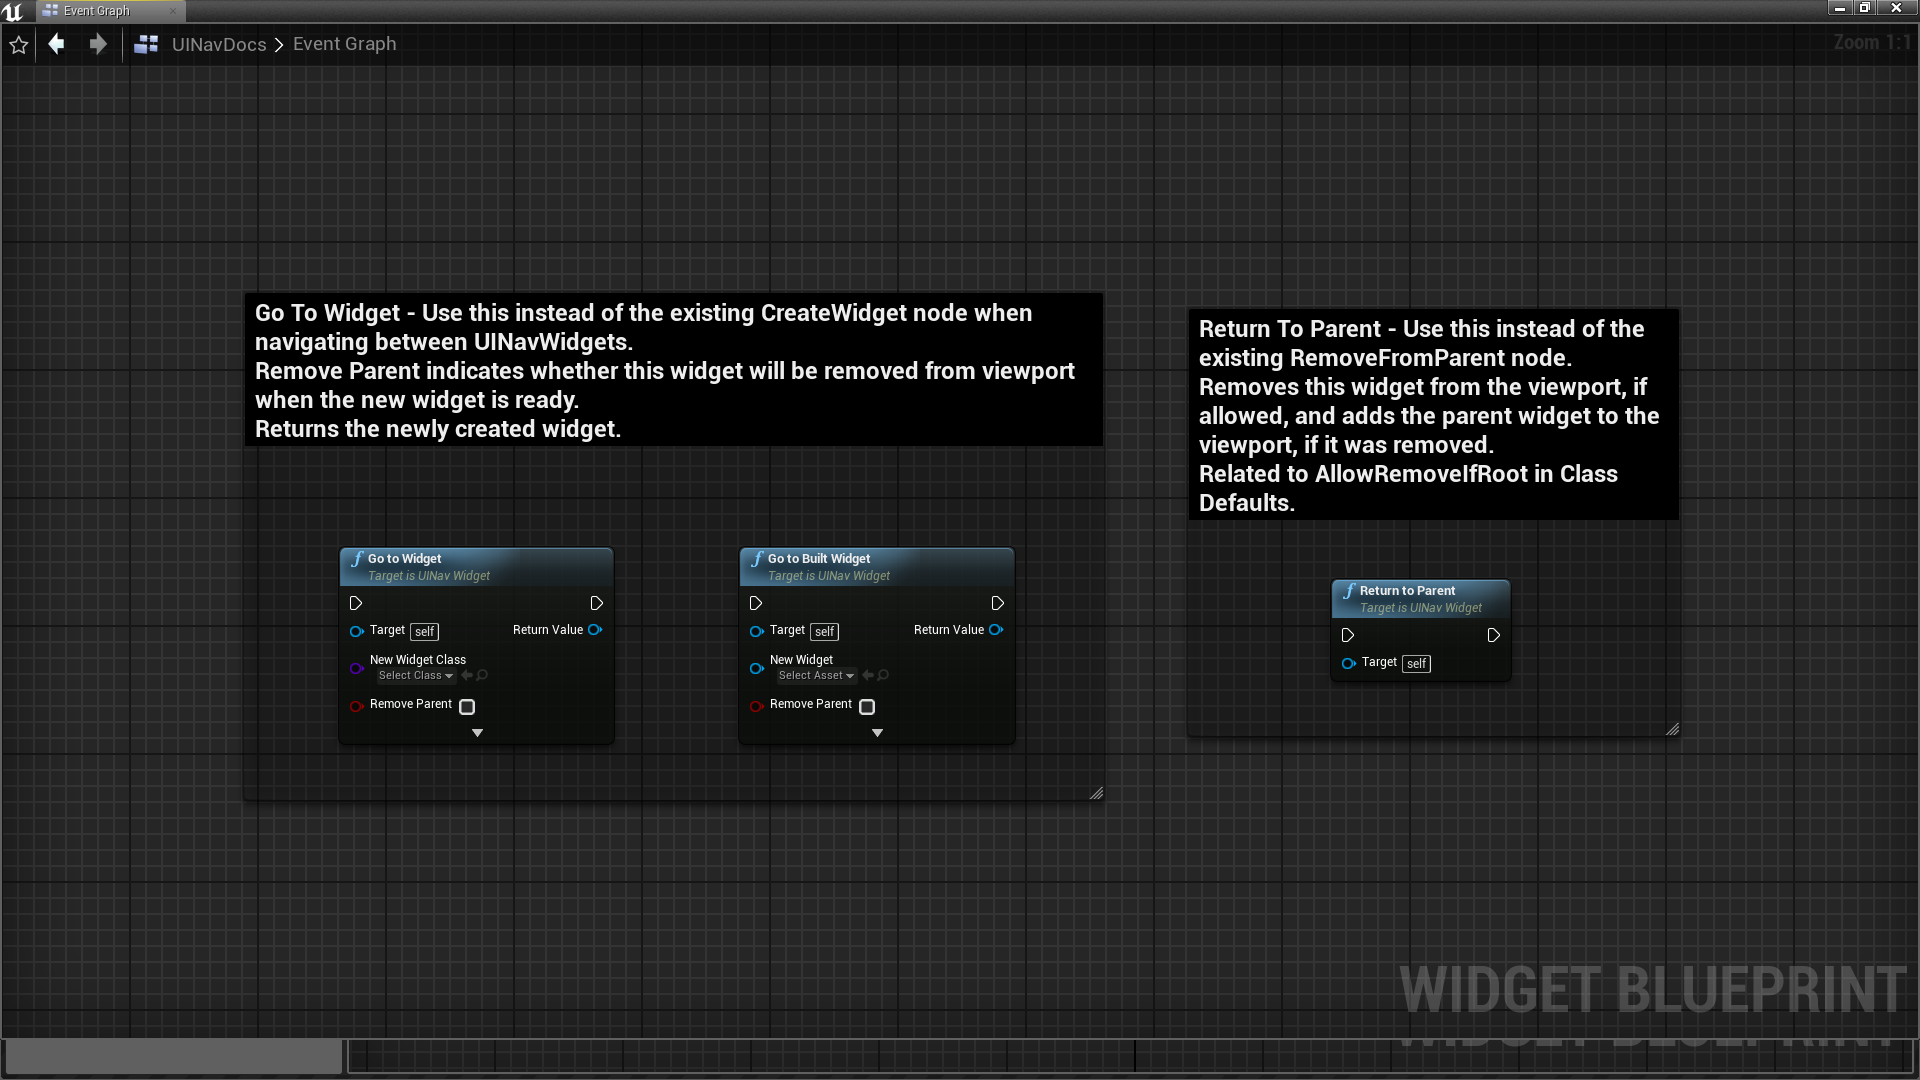 Event Graph
UINavDocs > Event Graph
Zoom 1:1
Go To Widget - Use this instead of the existing CreateWidget node when
navigating between UINavWidgets.
Remove Parent indicates whether this widget will be removed from viewport
when the new widget is ready.
Returns the newly created widget.
Return To Parent - Use this instead of the
existing RemoveFromParent node.
Removes this widget from the viewport, if
allowed, and adds the parent widget to the
viewport, if it was removed.
Related to AllowRemoveIfRoot in Class
Defaults.
Go to Widget
Target is UINav Widget
Target self
Return Value
New Widget Class
Select Class
Remove Parent
Go to Built Widget
Target is UINav Widget
Target self
Return Value
New Widget
Select Asset
Remove Parent
Return to Parent
Target is UINav Widget
Target self
WIDGET BLUEPRINT
WIDGET BLUEPRINT